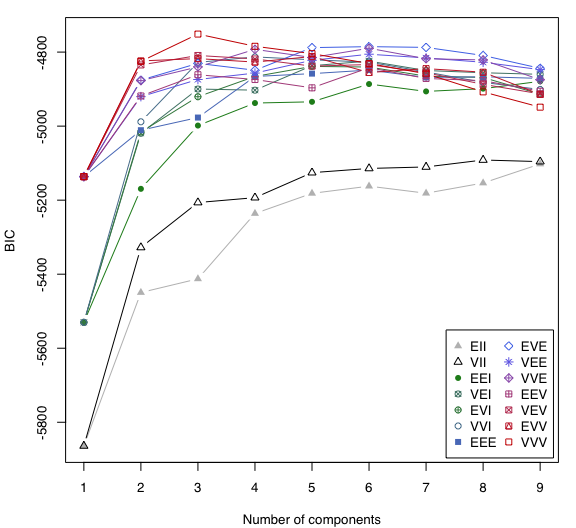 BIC
-4800
-5000
-5200
-5400
-5600
-5800
1 2 3 4 5 6 7 8 9
Number of components
EII EVE
VII VEE
EEI VVE
VEI EEV
EVI VEV
VVI EVV
EEE VVV